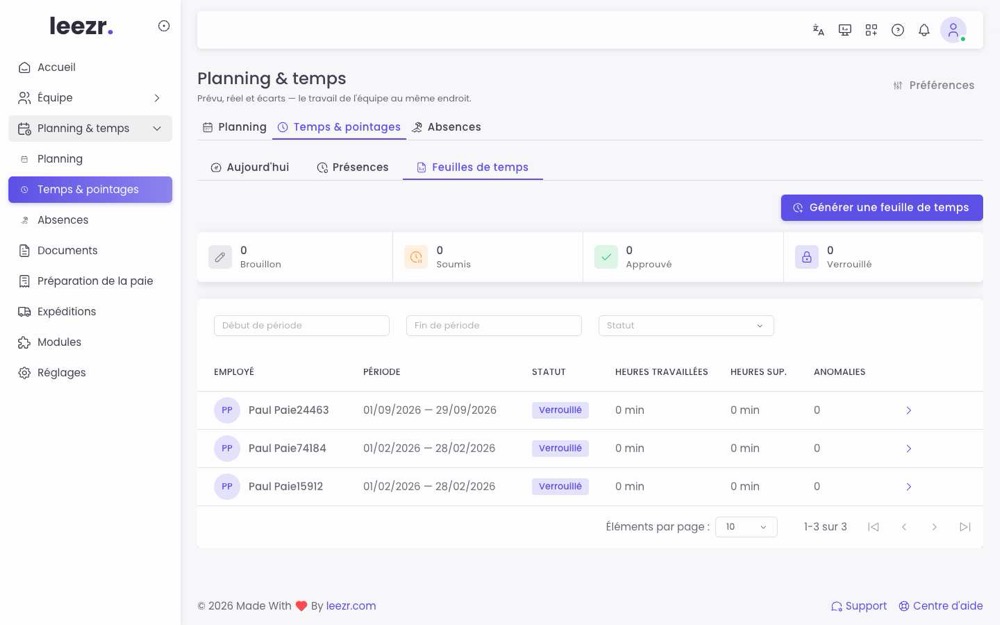 leezr.
Accueil
Équipe
Planning & temps
Planning
Temps & pointages
Absences
Documents
Préparation de la paie
Expéditions
Modules
Réglages
Planning & temps
Prévu, réel et écarts — le travail de l'équipe au même endroit.
Préférences
Planning Temps & pointages Absences
Aujourd'hui Présences Feuilles de temps
Générer une feuille de temps
0 Brouillon
0 Soumis
0 Approuvé
0 Verrouillé
Début de période Fin de période Statut
EMPLOYÉ PÉRIODE STATUT HEURES TRAVAILLÉES HEURES SUP. ANOMALIES
PP Paul Paie24463 01/09/2026 — 29/09/2026 Verrouillé 0 min 0 min 0
PP Paul Paie74184 01/02/2026 — 28/02/2026 Verrouillé 0 min 0 min 0
PP Paul Paie15912 01/02/2026 — 28/02/2026 Verrouillé 0 min 0 min 0
Éléments par page : 10 1-3 sur 3
© 2026 Made With ❤ By leezr.com
Support Centre d'aide